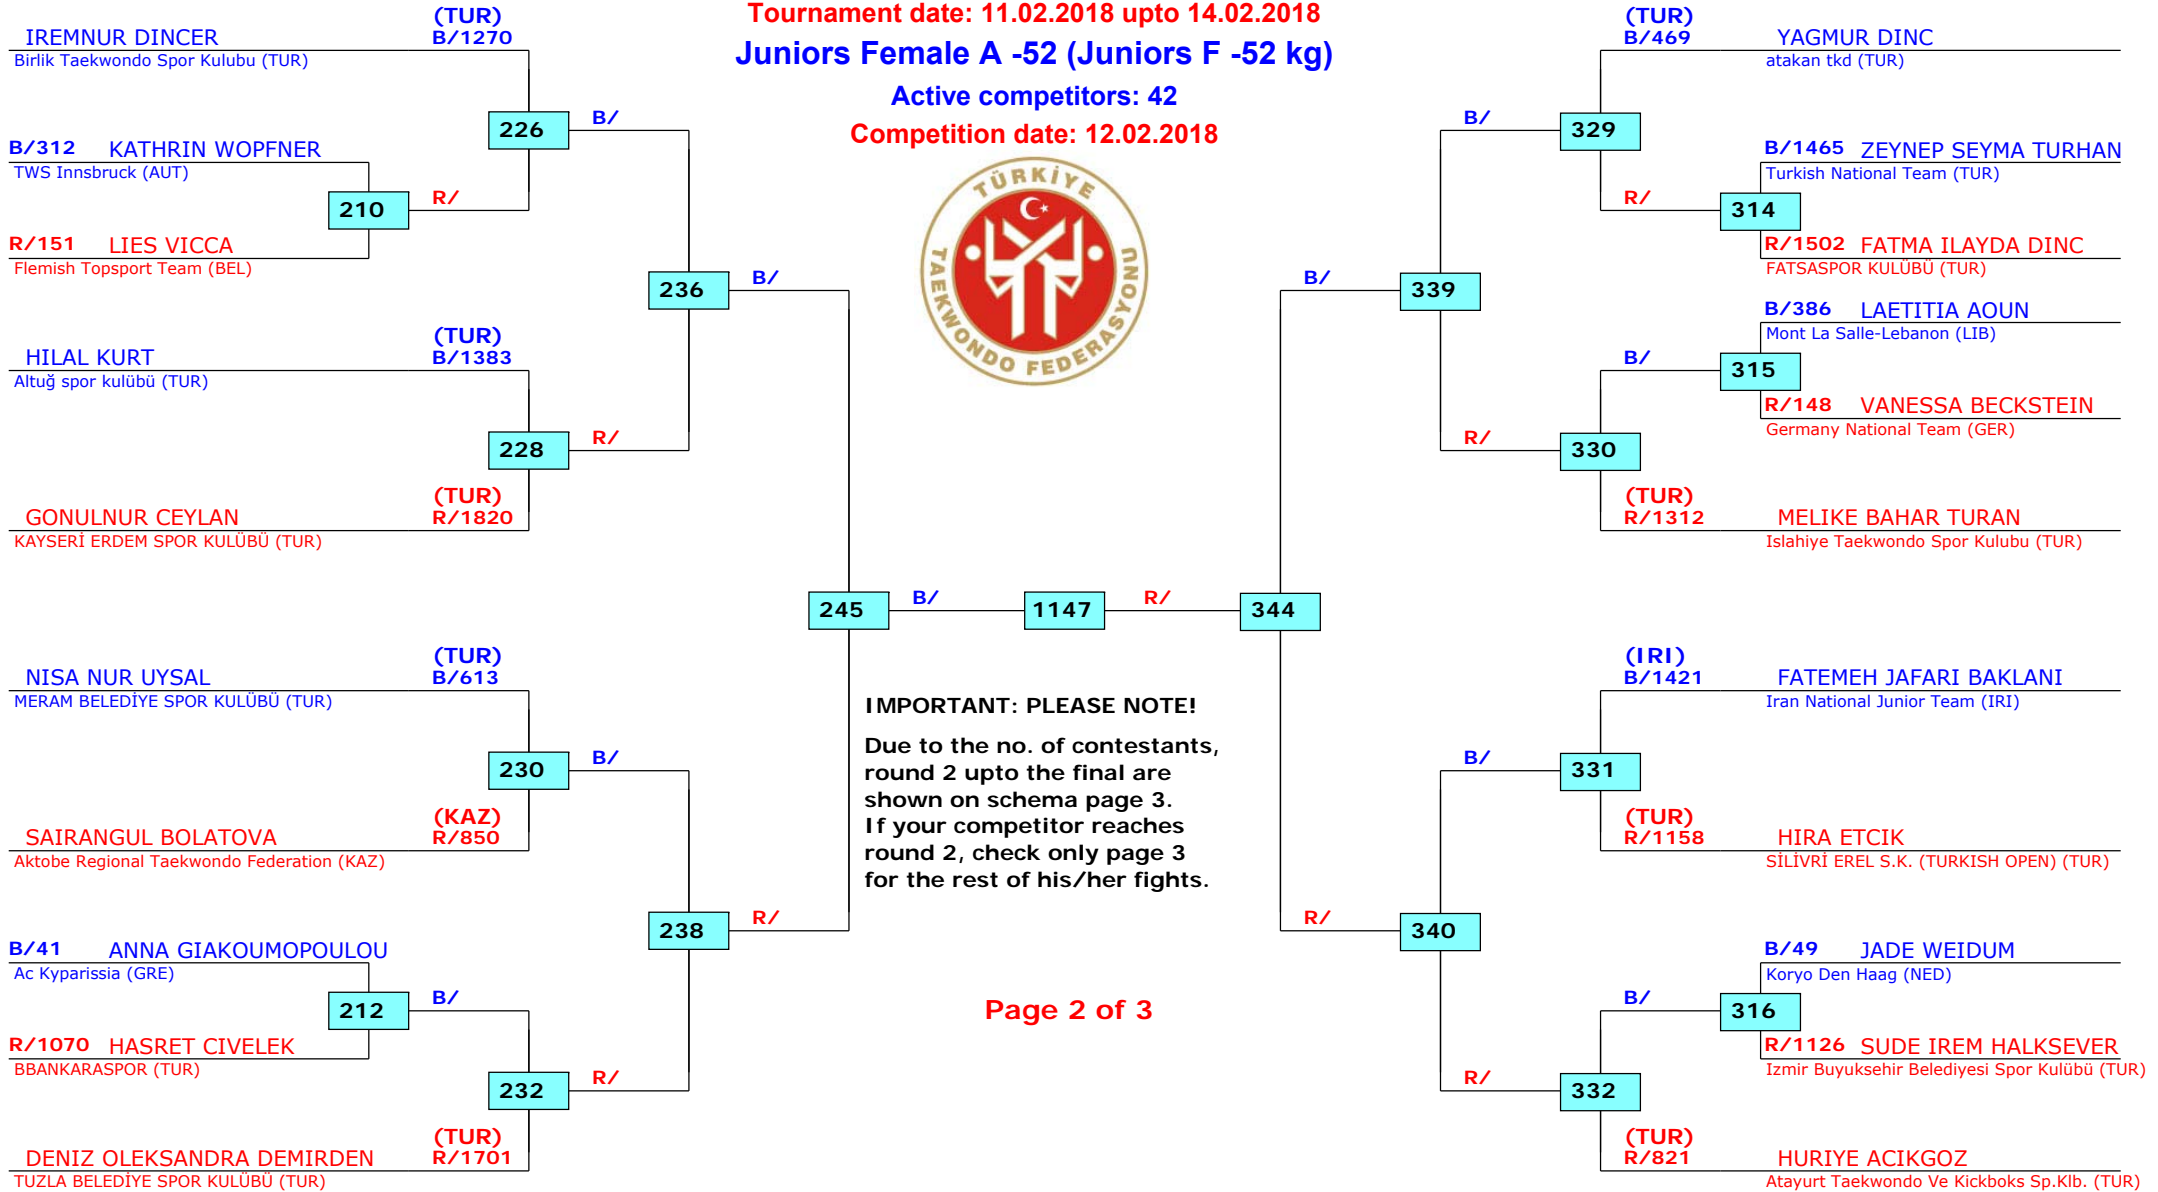 Tournament date: 11.02.2018 upto 14.02.2018
Juniors Female A -52 (Juniors F -52 kg)
Active competitors: 42
Competition date: 12.02.2018
TÜRKİYE
TAEKWONDO FEDERASYONU
(TUR)
IREMNUR DINCER B/1270
Birlik Taekwondo Spor Kulubu (TUR)
226
B/
B/312 KATHRIN WOPFNER
TWS Innsbruck (AUT)
210
R/
R/151 LIES VICCA
Flemish Topsport Team (BEL)
236
B/
(TUR)
HILAL KURT B/1383
Altuğ spor kulübü (TUR)
228
R/
(TUR)
GONULNUR CEYLAN R/1820
KAYSERİ ERDEM SPOR KULÜBÜ (TUR)
245
B/
1147
R/
344
(TUR)
NISA NUR UYSAL B/613
MERAM BELEDİYE SPOR KULÜBÜ (TUR)
230
B/
(KAZ)
SAIRANGUL BOLATOVA R/850
Aktobe Regional Taekwondo Federation (KAZ)
238
R/
B/41 ANNA GIAKOUMOPOULOU
Ac Kyparissia (GRE)
212
B/
R/1070 HASRET CIVELEK
BBANKARASPOR (TUR)
232
R/
(TUR)
DENIZ OLEKSANDRA DEMIRDEN R/1701
TUZLA BELEDİYE SPOR KULÜBÜ (TUR)
IMPORTANT: PLEASE NOTE!
Due to the no. of contestants,
round 2 upto the final are
shown on schema page 3.
If your competitor reaches
round 2, check only page 3
for the rest of his/her fights.
Page 2 of 3
(TUR)
B/469 YAGMUR DINC
atakan tkd (TUR)
B/
329
B/1465 ZEYNEP SEYMA TURHAN
Turkish National Team (TUR)
R/
314
R/1502 FATMA ILAYDA DINC
FATSASPOR KULÜBÜ (TUR)
B/
339
B/386 LAETITIA AOUN
Mont La Salle-Lebanon (LIB)
B/
315
R/148 VANESSA BECKSTEIN
Germany National Team (GER)
R/
330
(TUR)
R/1312 MELIKE BAHAR TURAN
Islahiye Taekwondo Spor Kulubu (TUR)
(IRI)
B/1421 FATEMEH JAFARI BAKLANI
Iran National Junior Team (IRI)
B/
331
(TUR)
R/1158 HIRA ETCIK
SİLİVRİ EREL S.K. (TURKISH OPEN) (TUR)
R/
340
B/49 JADE WEIDUM
Koryo Den Haag (NED)
B/
316
R/1126 SUDE IREM HALKSEVER
Izmir Buyuksehir Belediyesi Spor Kulübü (TUR)
R/
332
(TUR)
R/821 HURIYE ACIKGOZ
Atayurt Taekwondo Ve Kickboks Sp.Klb. (TUR)